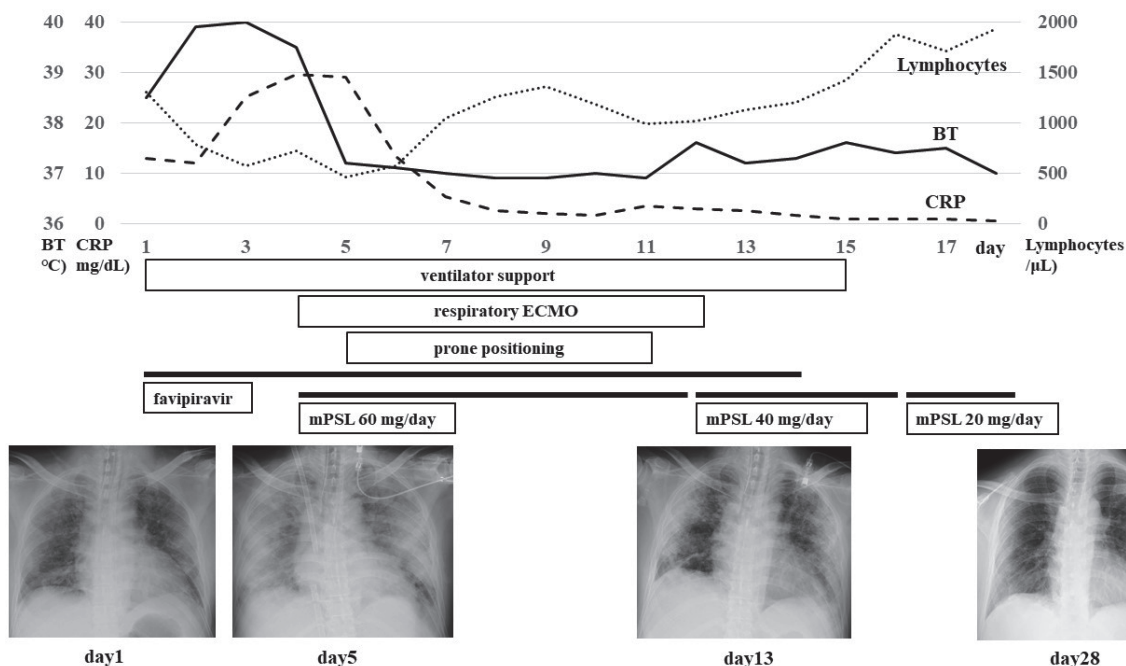 40 40 2000
39 30 1500
Lymphocytes
38 20 1000
BT
37 10 500
CRP
36 0 0
BT CRP 1 3 5 7 9 11 13 15 17 day Lymphocytes
°C) mg/dL) /μL)
ventilator support
respiratory ECMO
prone positioning
favipiravir
mPSL 60 mg/day mPSL 40 mg/day mPSL 20 mg/day
day1 day5 day13 day28